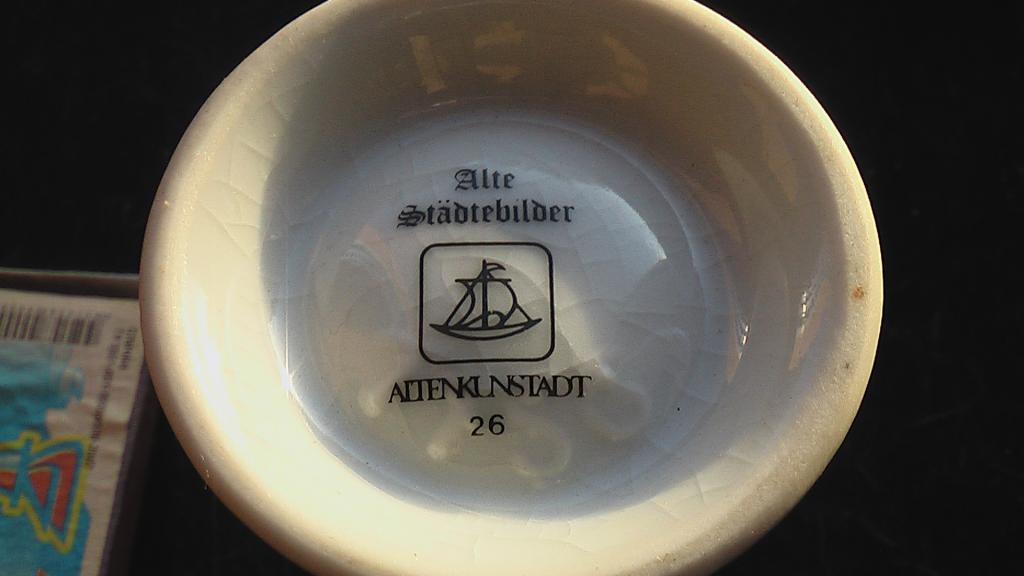 Alte
Städtebilder
ALTENKUNSTADT
26